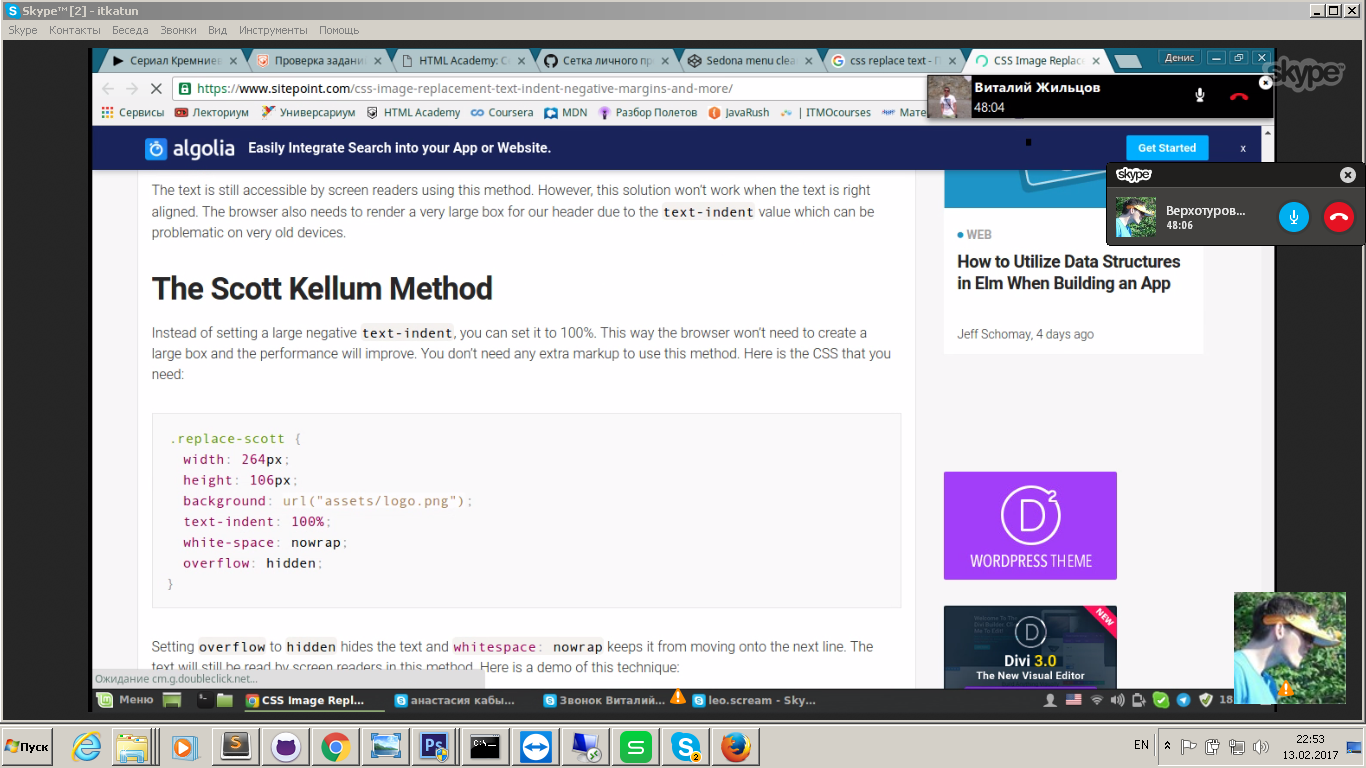 Skype™ [2] - itkatun
Skype Контакты Беседа Звонки Вид Инструменты Помощь
Сериал Кремние
Проверка задани
HTML Academy: С
Сетка личного пр
Sedona menu clea
css replace text - П
CSS Image Replac
Денис
skype
https://www.sitepoint.com/css-image-replacement-text-indent-negative-margins-and-more/
Виталий Жильцов
48:04
Сервисы Лекториум Универсариум HTML Academy Coursera MDN Разбор Полетов JavaRush | ITMOcourses Мате
algolia Easily Integrate Search into your App or Website. Get Started x
skype
Верхотуров...
48:06
The text is still accessible by screen readers using this method. However, this solution won't work when the text is right
aligned. The browser also needs to render a very large box for our header due to the text-indent value which can be
problematic on very old devices.
The Scott Kellum Method
Instead of setting a large negative text-indent, you can set it to 100%. This way the browser won't need to create a
large box and the performance will improve. You don't need any extra markup to use this method. Here is the CSS that you
need:
.replace-scott {
width: 264px;
height: 106px;
background: url("assets/logo.png");
text-indent: 100%;
white-space: nowrap;
overflow: hidden;
}
Setting overflow to hidden hides the text and whitespace: nowrap keeps it from moving onto the next line. The
text will still be read by screen readers in this method. Here is a demo of this technique:
WEB
How to Utilize Data Structures
in Elm When Building an App
Jeff Schomay, 4 days ago
D2
WORDPRESS THEME
NEW
D
Divi 3.0
The New Visual Editor
Ожидание cm.g.doubleclick.net...
Меню
CSS Image Repl...
анастасия кабы...
Звонок Виталий...
leo.scream - Sky...
18
Пуск
EN
22:53
13.02.2017